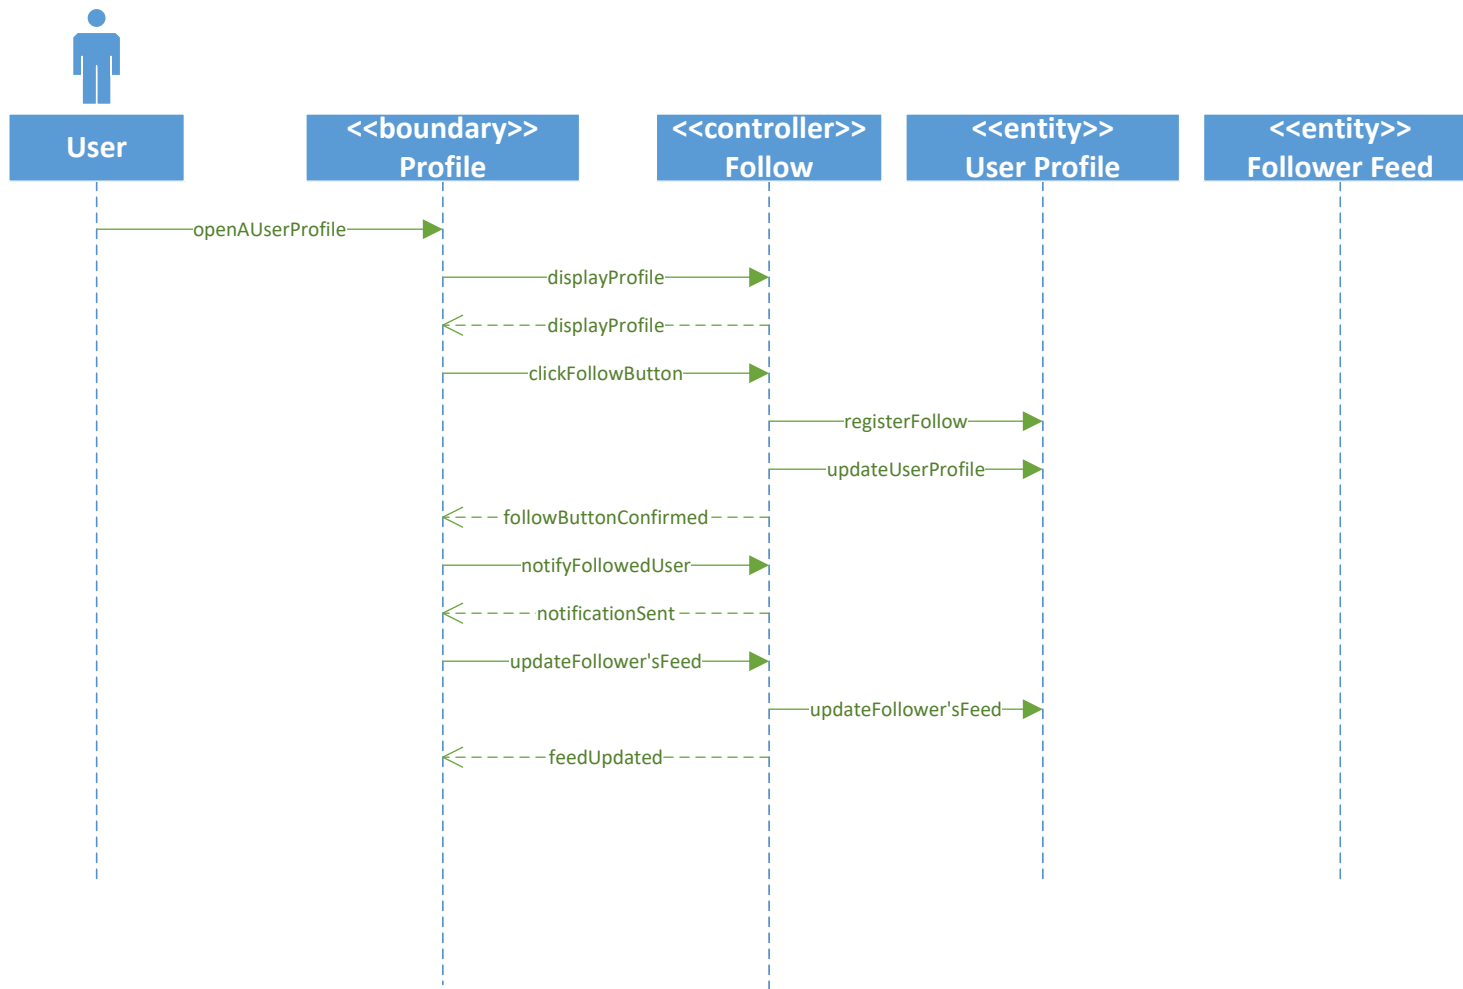 User
<<boundary>>
Profile
<<controller>>
Follow
<<entity>>
User Profile
<<entity>>
Follower Feed
openAUserProfile
displayProfile
displayProfile
clickFollowButton
registerFollow
updateUserProfile
followButtonConfirmed
notifyFollowedUser
notificationSent
updateFollower'sFeed
updateFollower'sFeed
feedUpdated